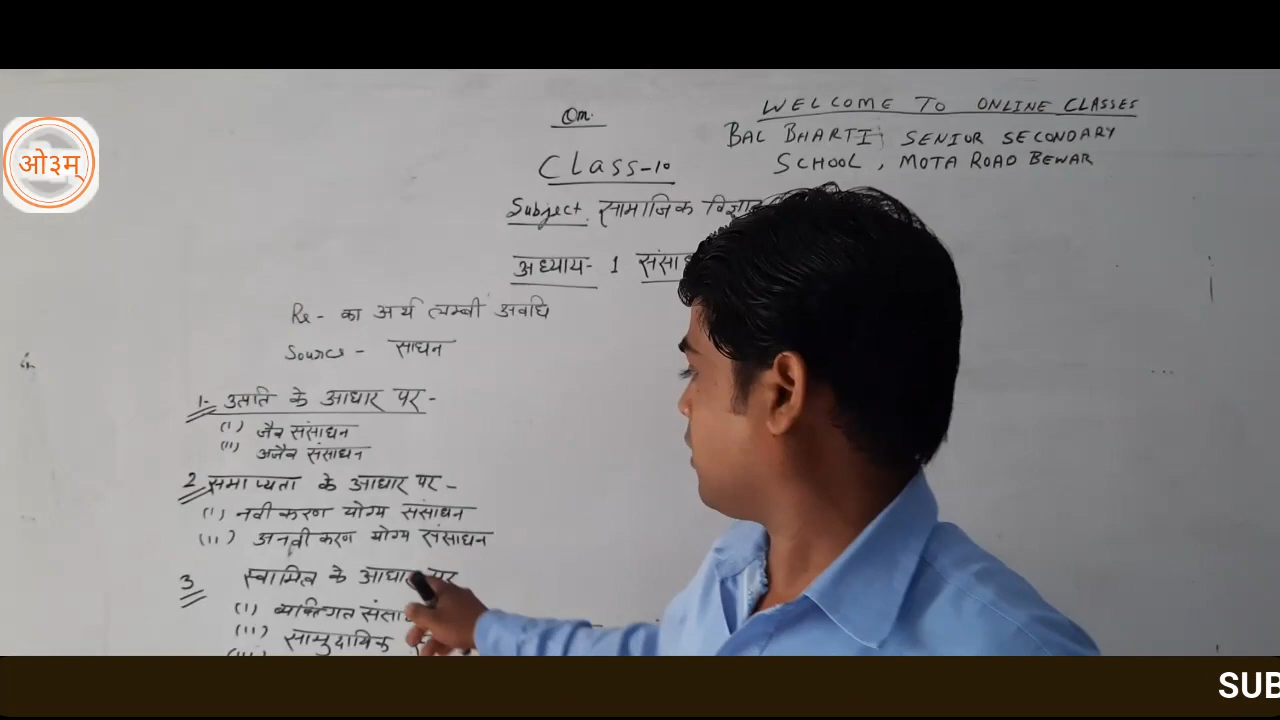 ओ३म्
Om.
WELCOME TO ONLINE CLASSES
BAL BHARTI SENIOR SECONDARY
SCHOOL, MOTA ROAD BEWAR
Class-10
Subject. सामाजिक
अध्याय- 1
Re- का अर्थ लम्बी अवधि
Source - साधन
1- उत्पति के आधार पर-
(i) जैव संसाधन
(ii) अजैव संसाधन
2 समाप्यता के आधार पर-
(i) नवीकरण योग्य संसाधन
(ii) अनवीकरण योग्य संसाधन
3 स्वामित्व के आधार पर
(i) व्यक्तिगत
(ii) सामुदायिक
SUB